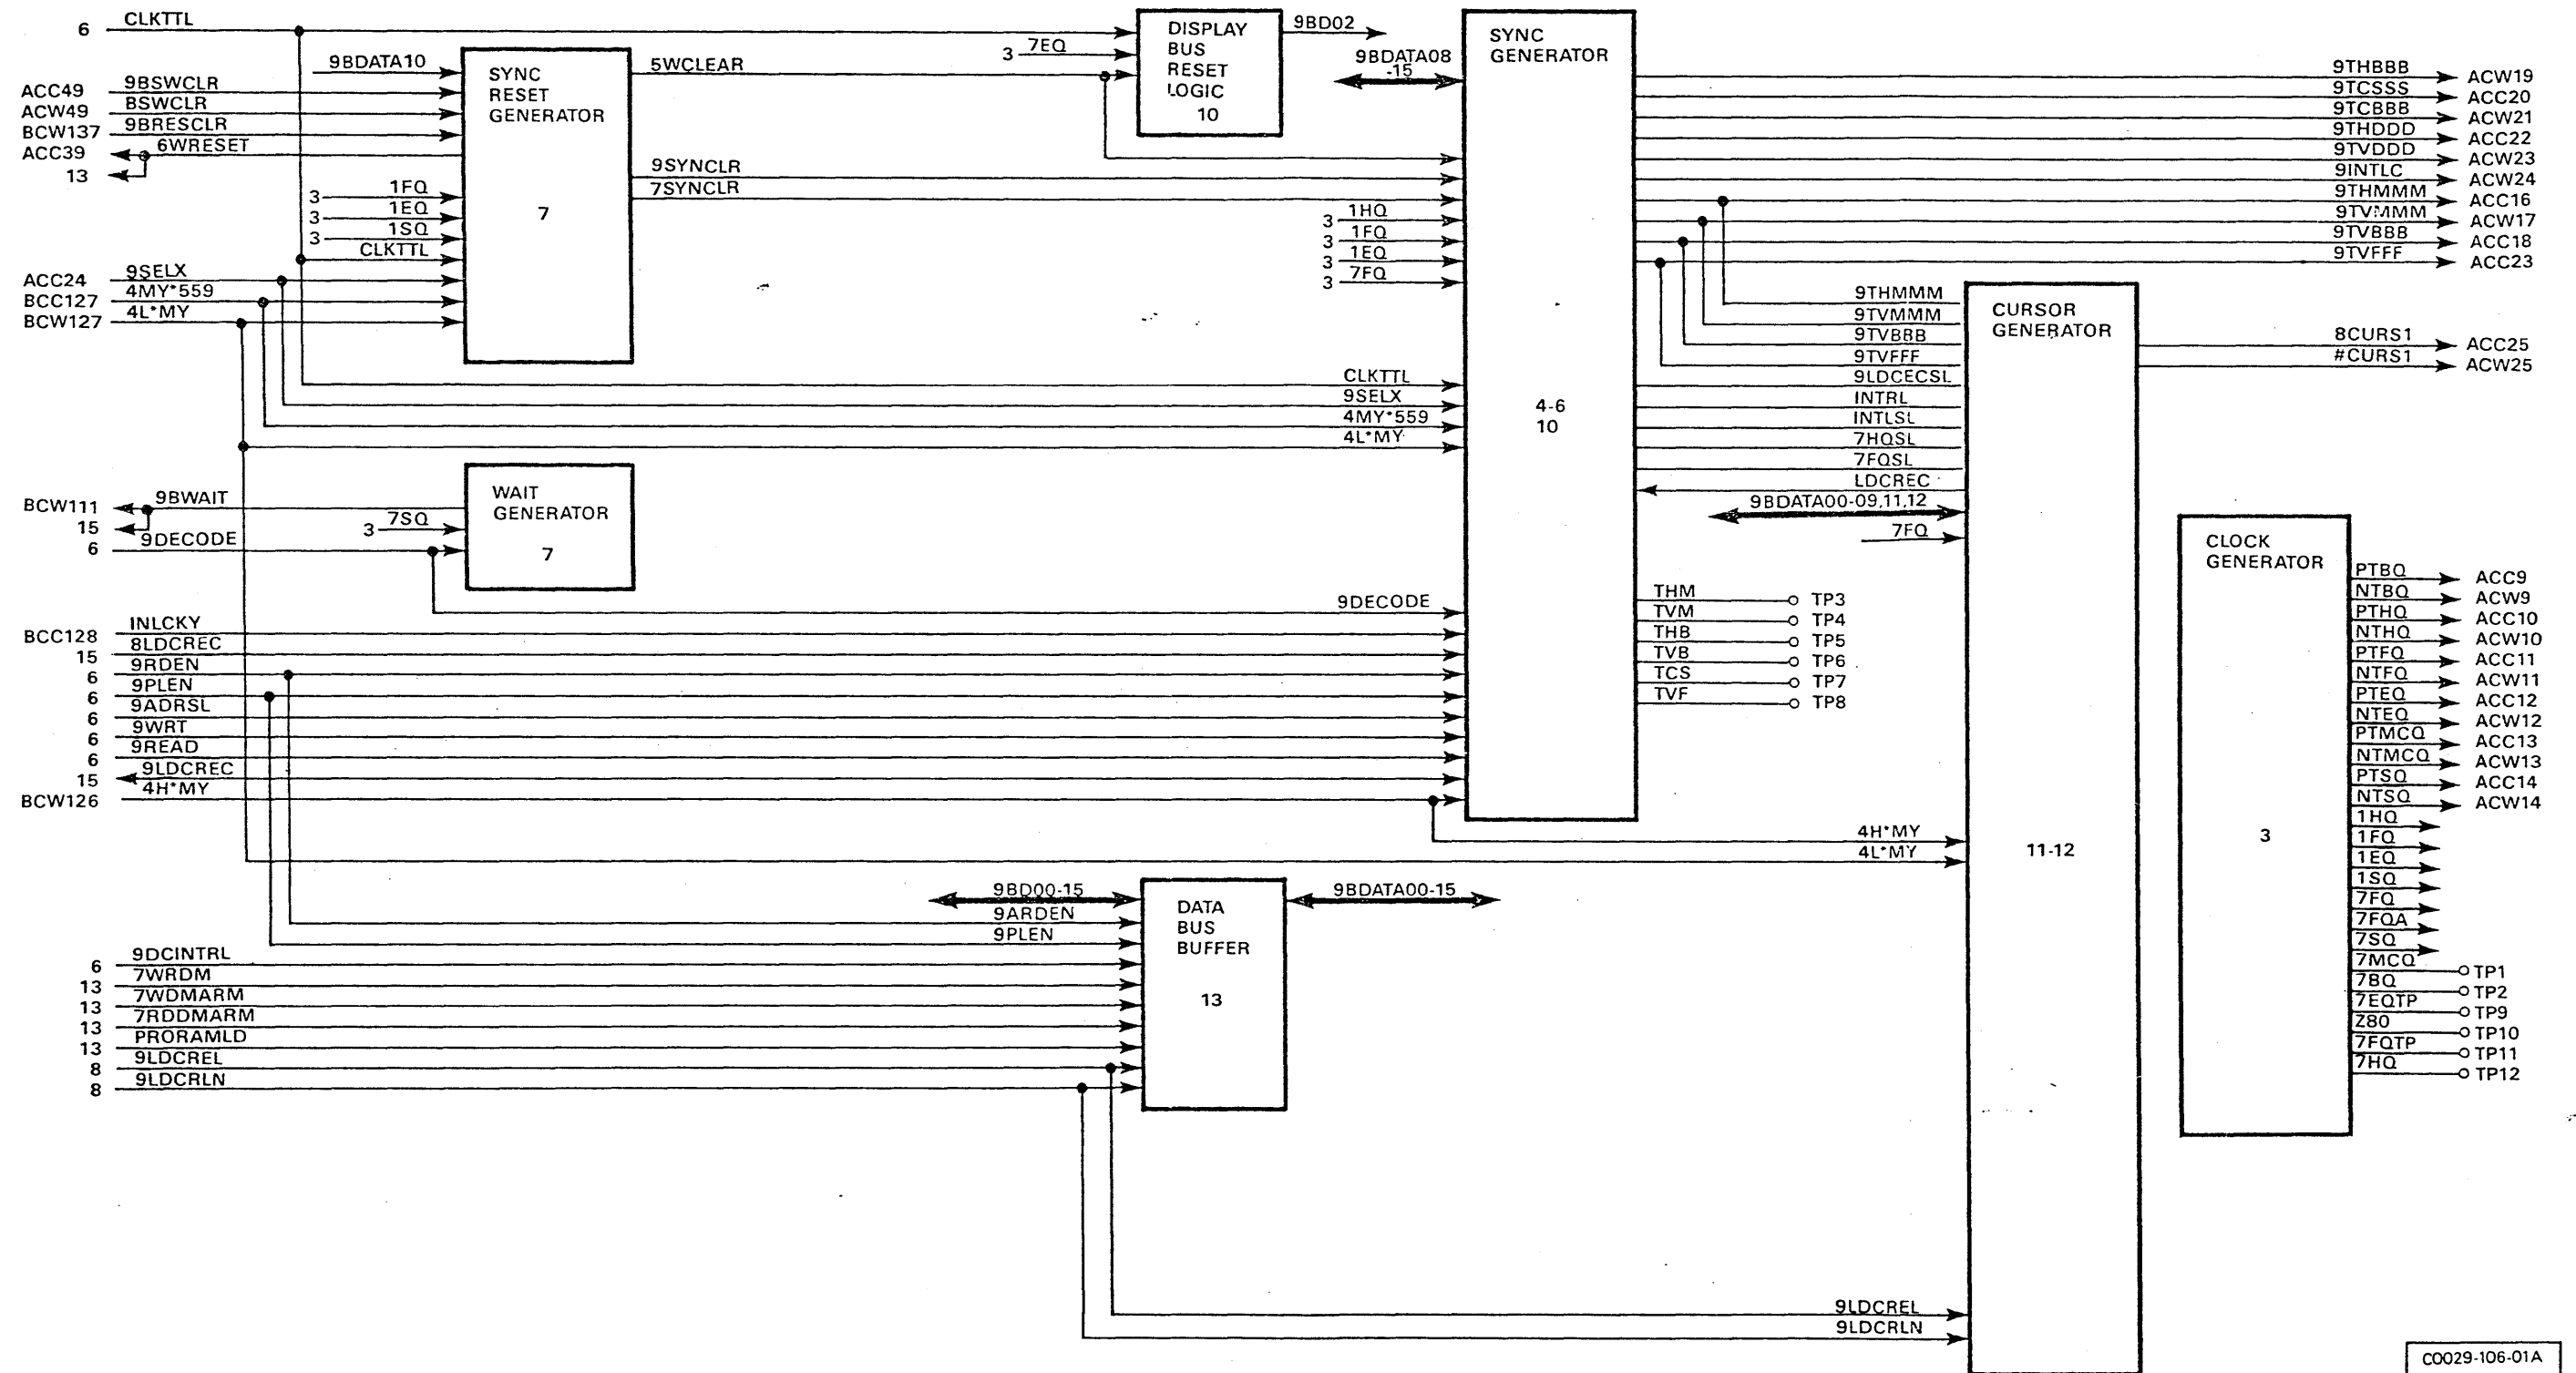 6 CLKTTL
9BDATA10
ACC49 9BSWCLR
ACW49 BSWCLR
BCW137 9BRESCLR
ACC39 6WRESET
13
3 1FQ
3 1EQ
3 1SQ
CLKTTL
ACC24 9SELX
BCC127 4MY*559
BCW127 4L*MY
SYNC
RESET
GENERATOR
7
5WCLEAR
9SYNCLR
7SYNCLR
3 7EQ
DISPLAY
BUS
RESET
LOGIC
10
9BD02
9BDATA08
-15
3 1HQ
3 1FQ
3 1EQ
3 7FQ
CLKTTL
9SELX
4MY*559
4L*MY
SYNC
GENERATOR
4-6
10
9THBBB ACW19
9TCSSS ACC20
9TCBBB ACW21
9THDDD ACC22
9TVDDD ACW23
9INTLC ACW24
9THMMM ACC16
9TVMMM ACW17
9TVBBB ACC18
9TVFFF ACC23
9THMMM
9TVMMM
9TVBBB
9TVFFF
9LDCECSL
INTRL
INTLSL
7HQSL
7FQSL
LDCREC
9BDATA00-09,11,12
7FQ
CURSOR
GENERATOR
11-12
8CURS1 ACC25
#CURS1 ACW25
BCW111 9BWAIT
15
3 7SQ
6 9DECODE
WAIT
GENERATOR
7
9DECODE
BCC128 INLCKY
15 8LDCREC
6 9RDEN
6 9PLEN
6 9ADRSL
6 9WRT
6 9READ
15 9LDCREC
BCW126 4H*MY
THM TP3
TVM TP4
THB TP5
TVB TP6
TCS TP7
TVF TP8
4H*MY
4L*MY
9BD00-15
9ARDEN
9PLEN
6 9DCINTRL
13 7WRDM
13 7WDMARM
13 7RDDMARM
13 PRORAMLD
8 9LDCREL
8 9LDCRLN
DATA
BUS
BUFFER
13
9BDATA00-15
9LDCREL
9LDCRLN
CLOCK
GENERATOR
3
PTBQ ACC9
NTBQ ACW9
PTHQ ACC10
NTHQ ACW10
PTFQ ACC11
NTFQ ACW11
PTEQ ACC12
NTEQ ACW12
PTMCQ ACC13
NTMCQ ACW13
PTSQ ACC14
NTSQ ACW14
1HQ
1FQ
1EQ
1SQ
7FQ
7FQA
7SQ
7MCQ TP1
7BQ TP2
7EQTP TP9
Z80 TP10
7FQTP TP11
7HQ TP12
C0029-106-01A